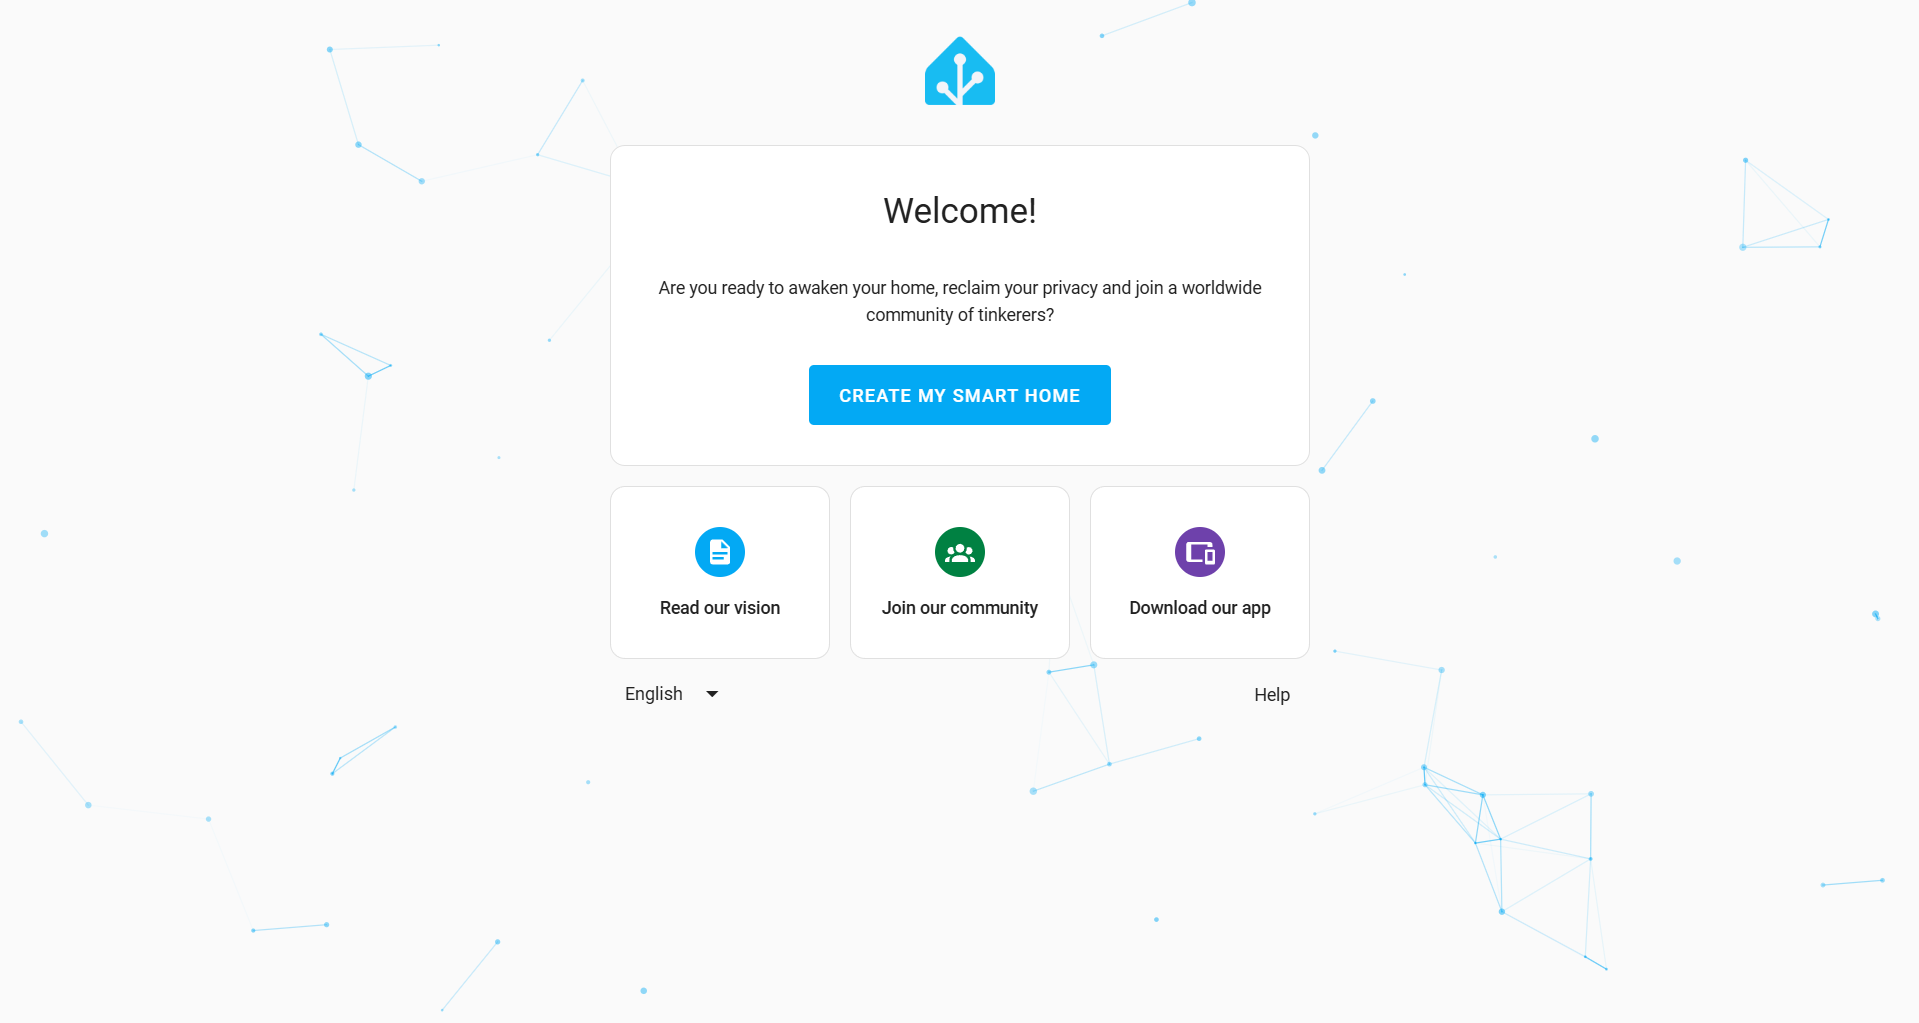 Welcome!
Are you ready to awaken your home, reclaim your privacy and join a worldwide
community of tinkerers?
CREATE MY SMART HOME
Read our vision
Join our community
Download our app
English
Help